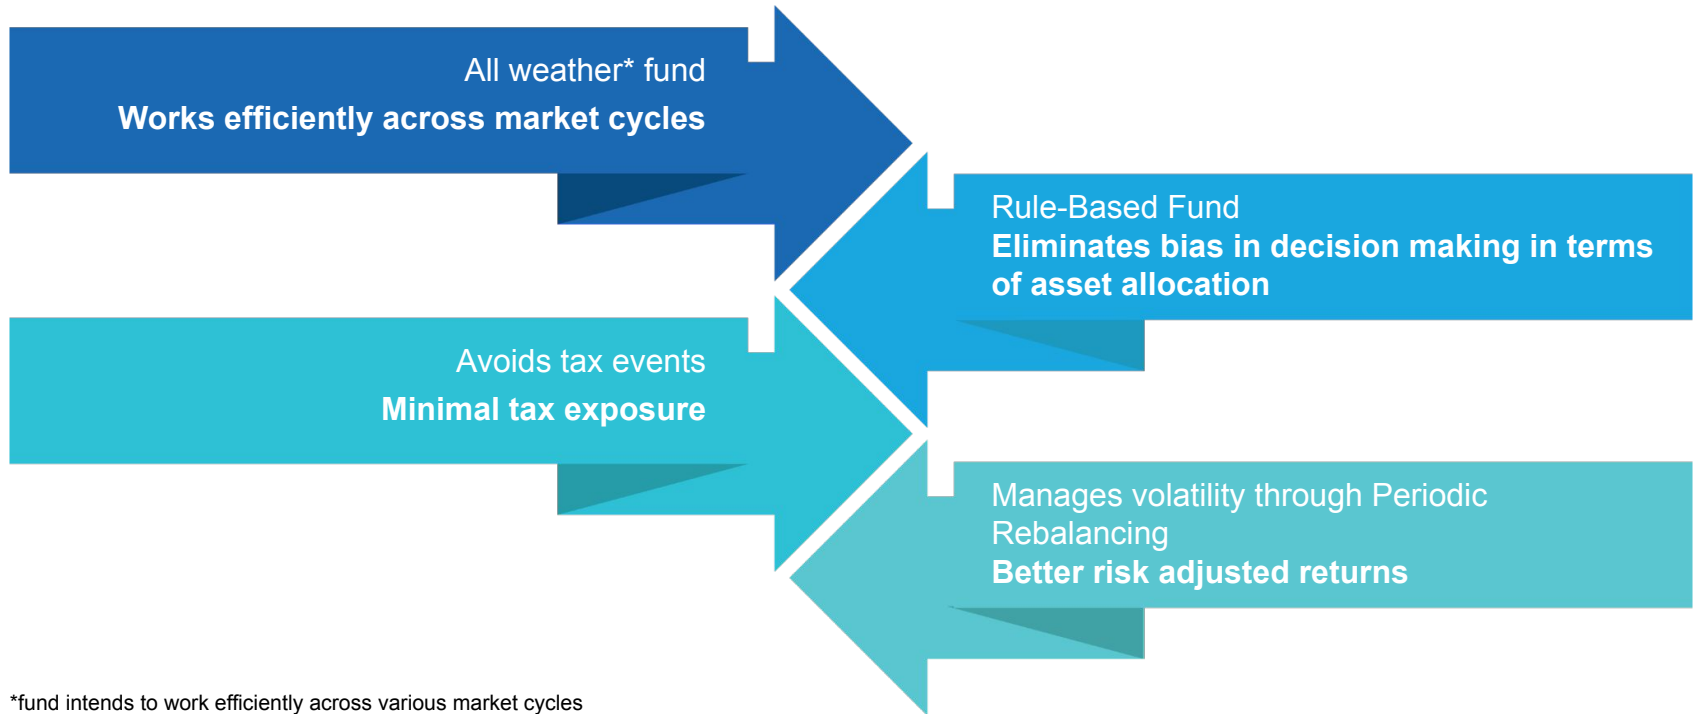 All weather* fund
Works efficiently across market cycles
Rule-Based Fund
Eliminates bias in decision making in terms
of asset allocation
Avoids tax events
Minimal tax exposure
Manages volatility through Periodic
Rebalancing
Better risk adjusted returns
*fund intends to work efficiently across various market cycles